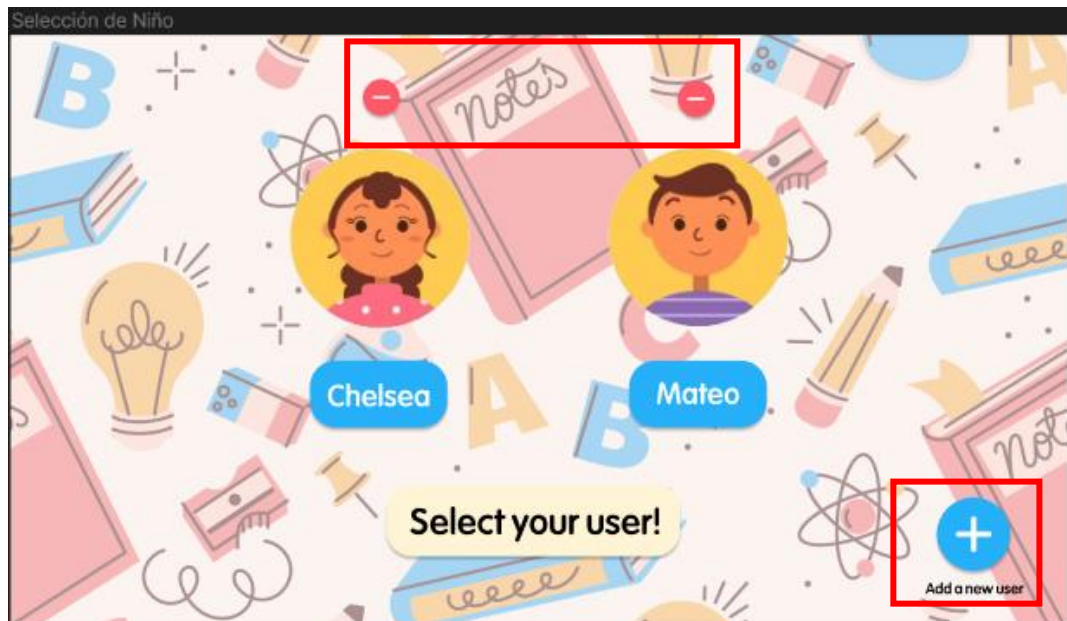 Selección de Niño
Notes
Chelsea
Mateo
Select your user!
Add a new user